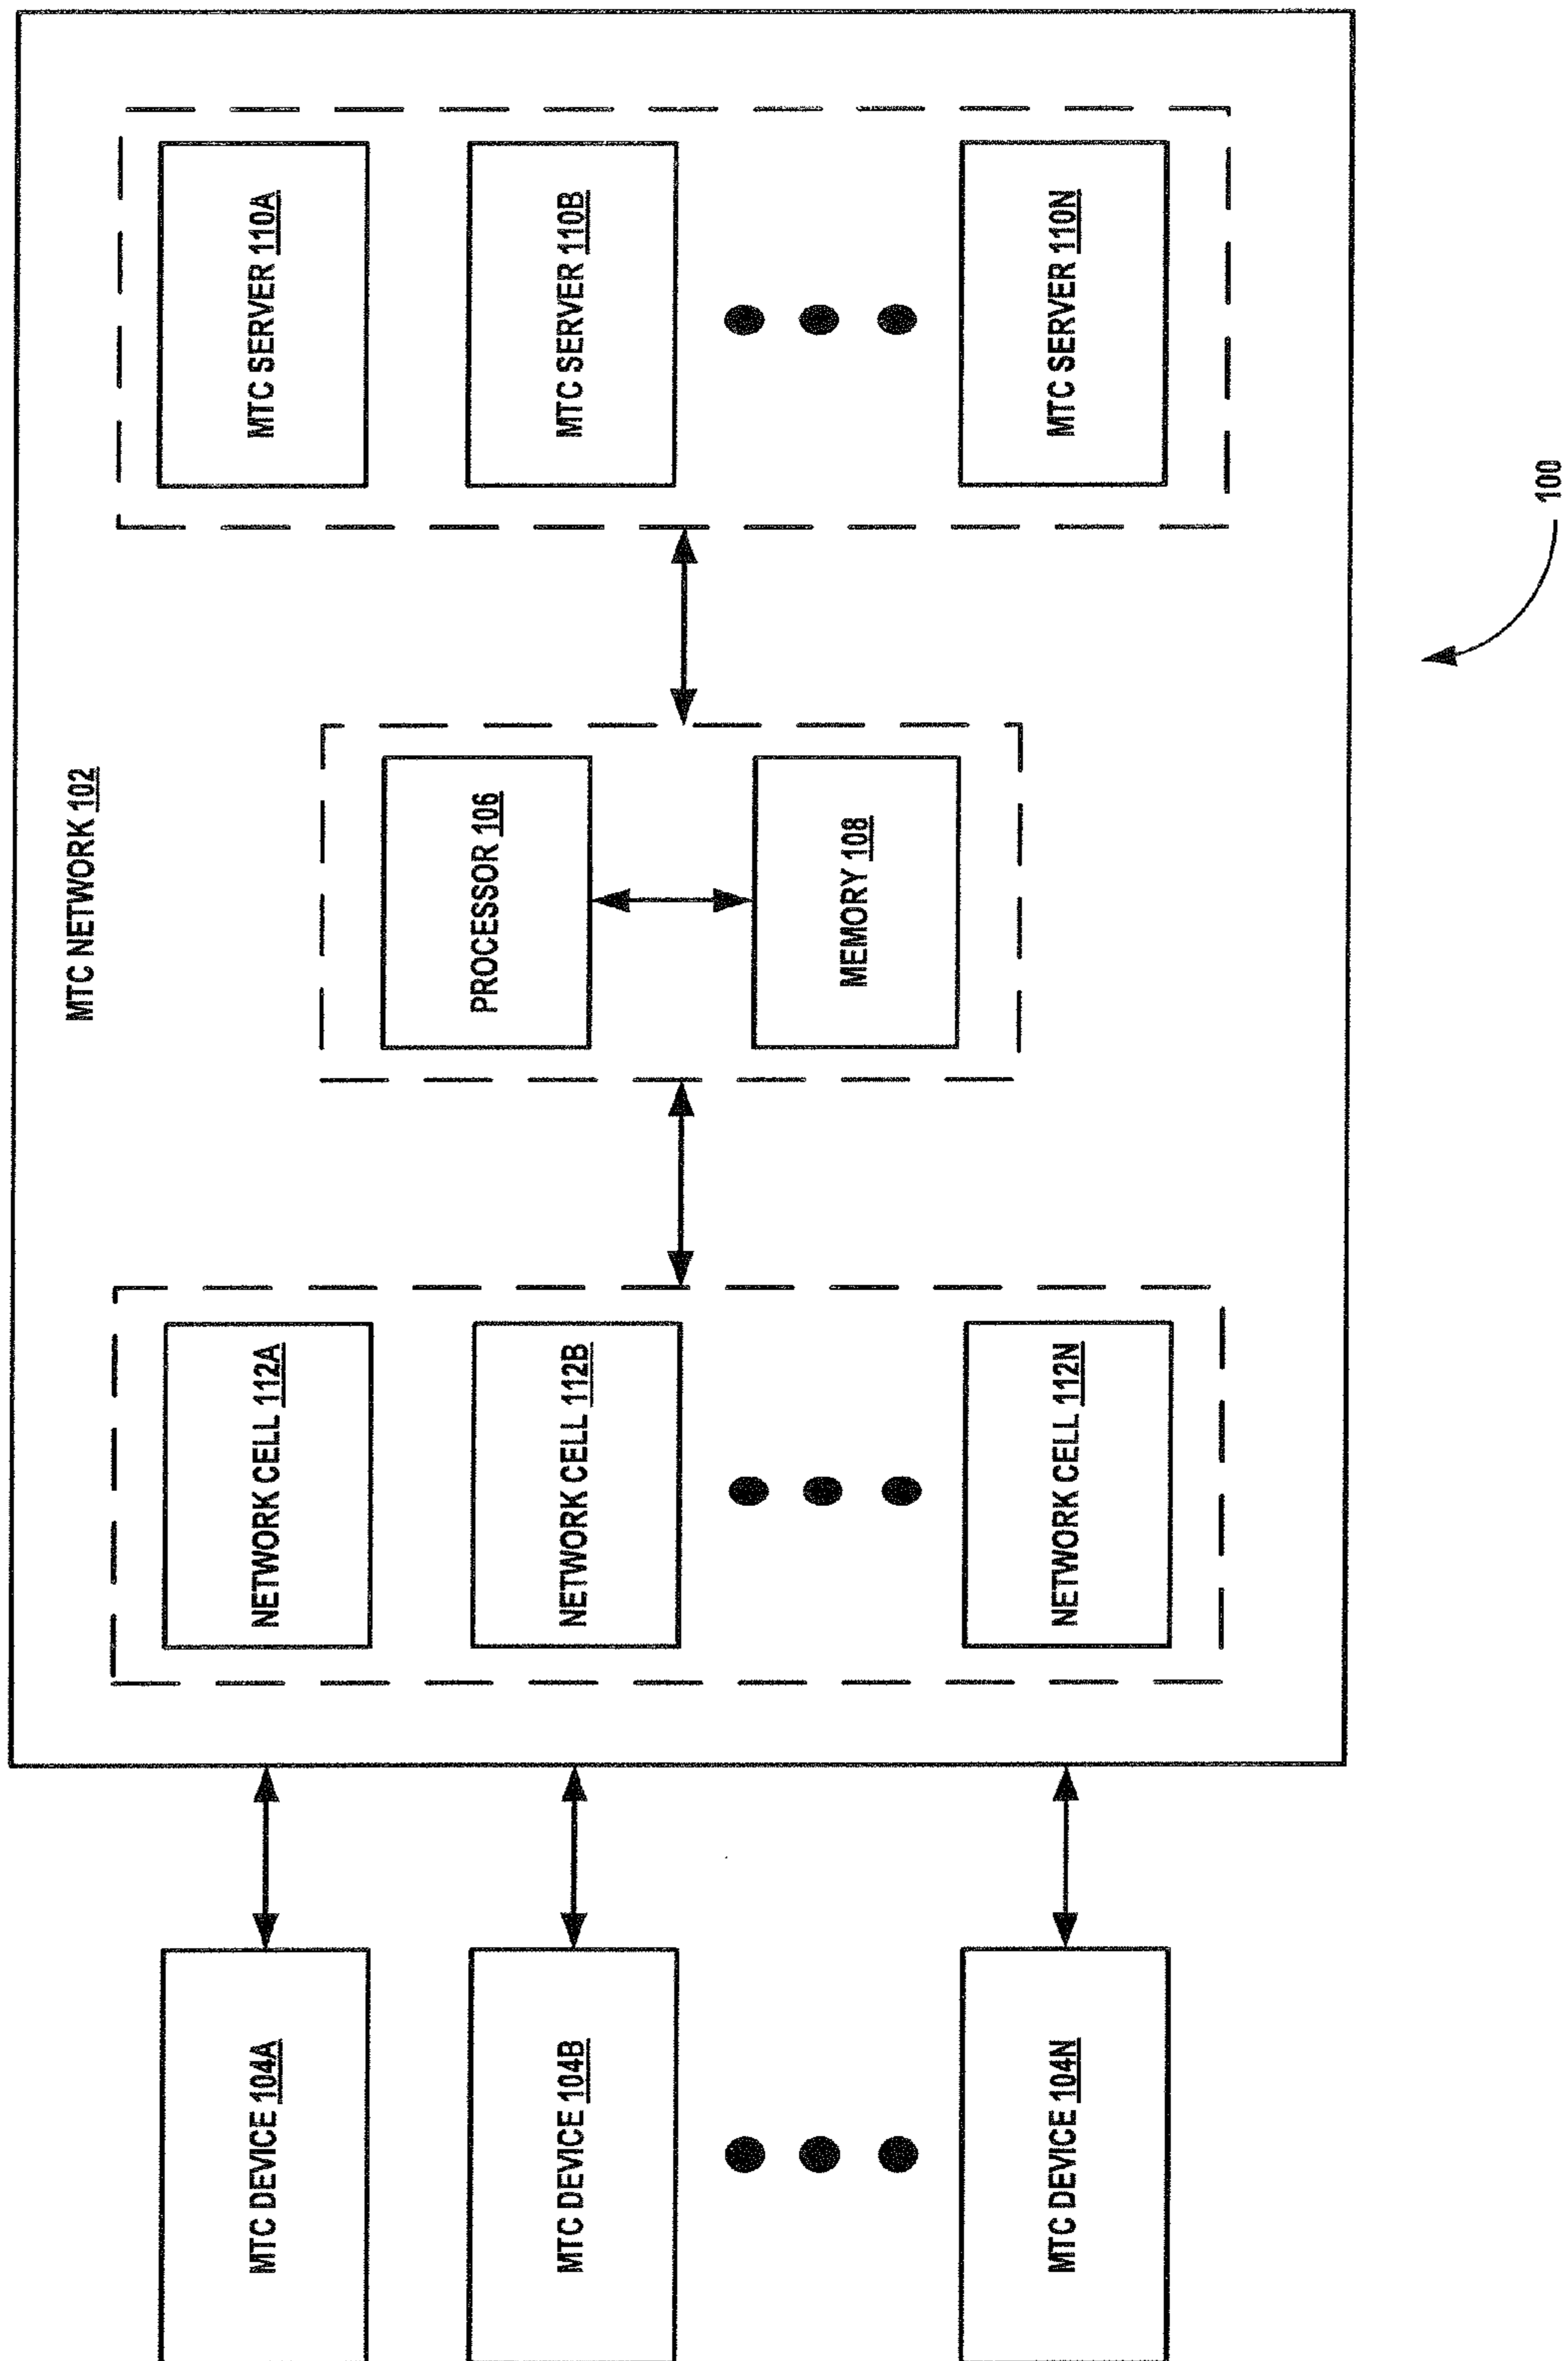 MTC NETWORK 102
MTC DEVICE 104A
MTC DEVICE 104B
MTC DEVICE 104N
NETWORK CELL 112A
NETWORK CELL 112B
NETWORK CELL 112N
PROCESSOR 106
MEMORY 108
MTC SERVER 110A
MTC SERVER 110B
MTC SERVER 110N
100